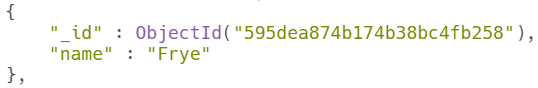 {
    "_id" : ObjectId("595dea874b174b38bc4fb258"),
    "name" : "Frye"
},